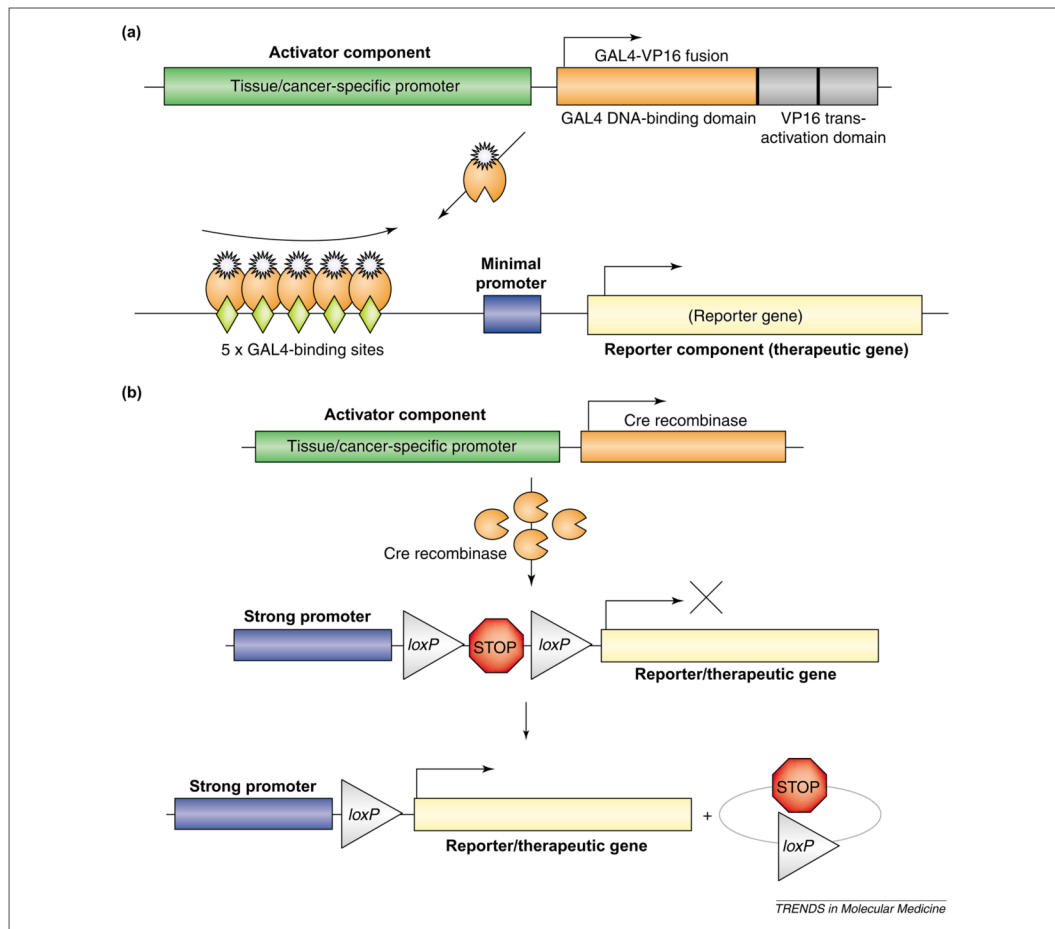 (a)
Activator component
GAL4-VP16 fusion
Tissue/cancer-specific promoter
GAL4 DNA-binding domain
VP16 trans-
activation domain
Minimal
promoter
(Reporter gene)
5 x GAL4-binding sites
Reporter component (therapeutic gene)
(b)
Activator component
Cre recombinase
Tissue/cancer-specific promoter
Cre recombinase
Strong promoter
loxP
STOP
loxP
Reporter/therapeutic gene
Strong promoter
loxP
Reporter/therapeutic gene
+
STOP
loxP
TRENDS in Molecular Medicine